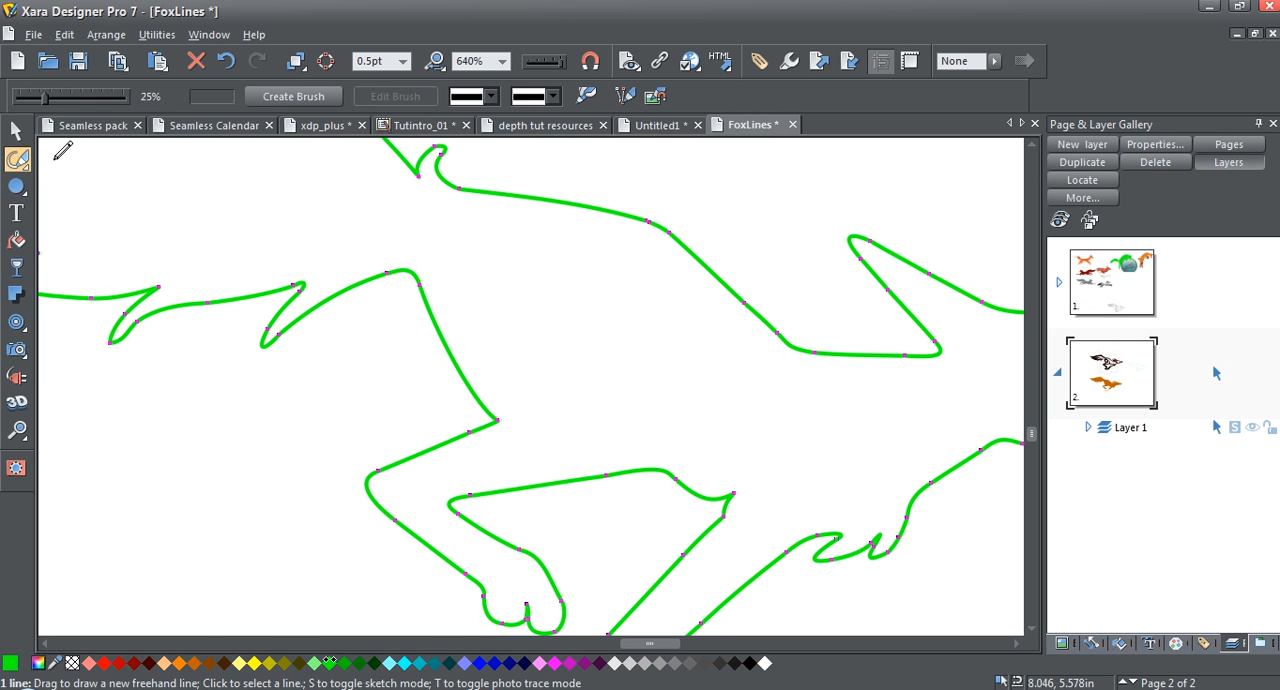 Xara Designer Pro 7 - [FoxLines *]
File Edit Arrange Utilities Window Help
0.5pt 640% HTML None
25% Create Brush Edit Brush
Seamless pack Seamless Calendar xdp_plus * Tutintro_01 * depth tut resources Untitled1 * FoxLines *
Page & Layer Gallery
New layer Properties... Pages
Duplicate Delete Layers
Locate
More...
1.
2.
Layer 1
T
3D
1 line: Drag to draw a new freehand line; Click to select a line.; S to toggle sketch mode; T to toggle photo trace mode
8.046, 5.578in Page 2 of 2